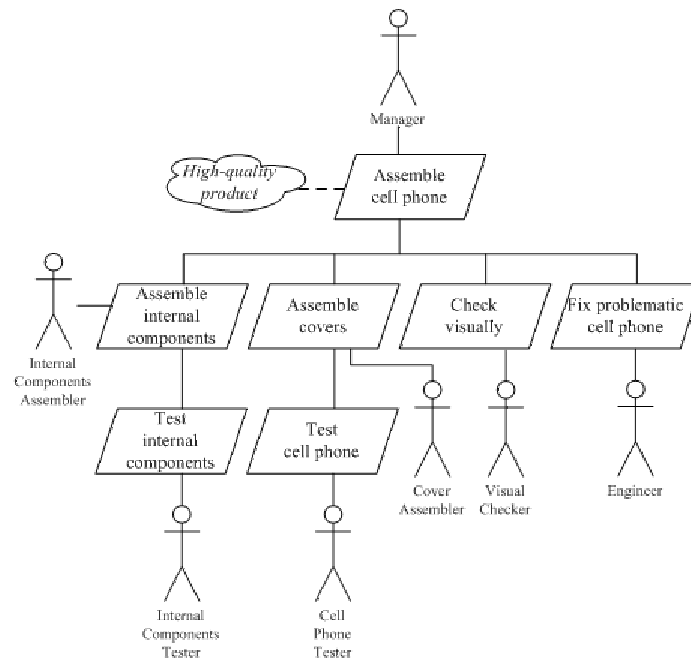 Manager
High-quality
product
Assemble
cell phone
Assemble
internal
components
Assemble
covers
Check
visually
Fix problematic
cell phone
Internal
Components
Assembler
Test
internal
components
Test
cell phone
Cover
Assembler
Visual
Checker
Engineer
Internal
Components
Tester
Cell
Phone
Tester